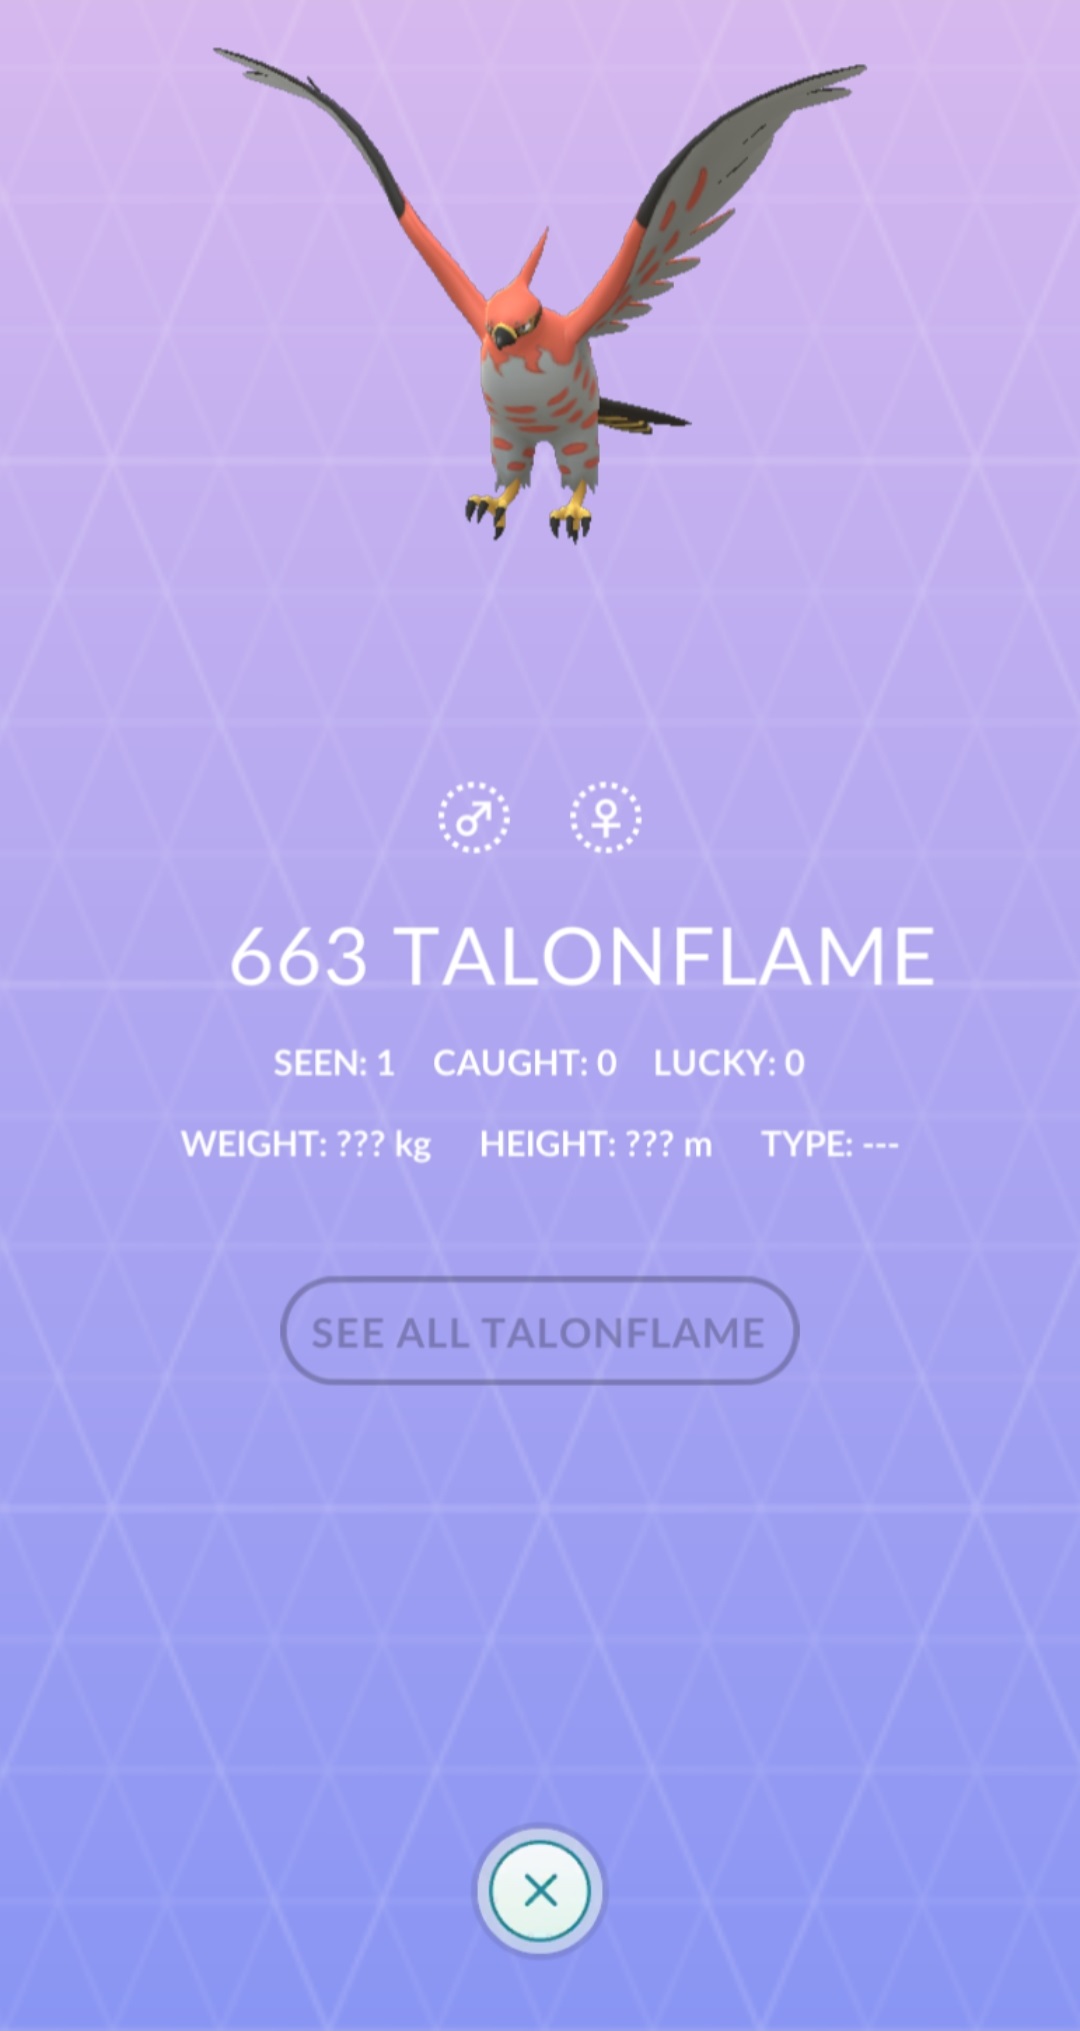 ♂ ♀
663 TALONFLAME
SEEN: 1 CAUGHT: 0 LUCKY: 0
WEIGHT: ??? kg HEIGHT: ??? m TYPE: ---
SEE ALL TALONFLAME